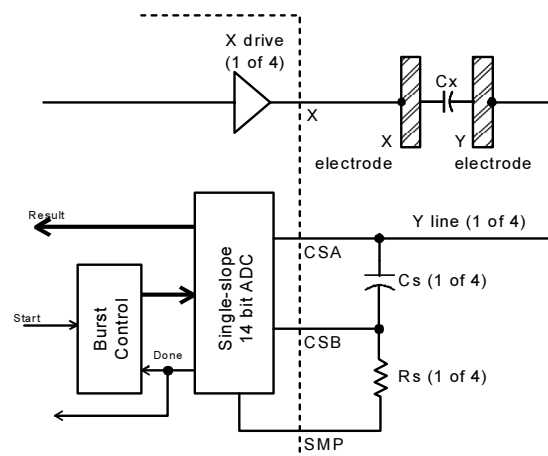 X drive
(1 of 4)
Cx
X
X
Y
electrode
electrode
Result
Y line (1 of 4)
CSA
Single-slope
14 bit ADC
Cs (1 of 4)
Start
Burst
Control
CSB
Done
Rs (1 of 4)
SMP